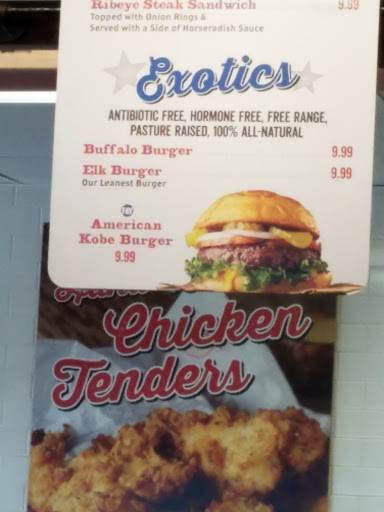 Ribeye Steak Sandwich 9.99
Topped with Onion Rings &
Served with a Side of Horseradish Sauce
Exotics
ANTIBIOTIC FREE, HORMONE FREE, FREE RANGE,
PASTURE RAISED, 100% ALL-NATURAL
Buffalo Burger 9.99
Elk Burger 9.99
Our Leanest Burger
American
Kobe Burger
9.99
Chicken
Tenders